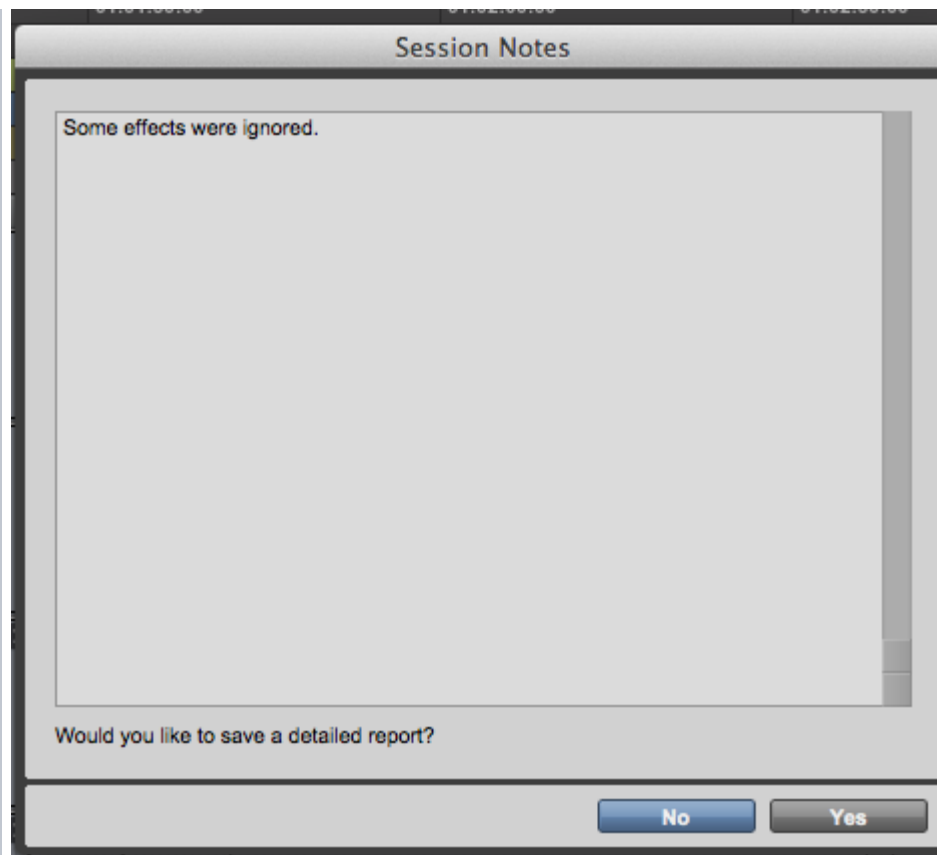 Session Notes
Some effects were ignored.
Would you like to save a detailed report?
No Yes